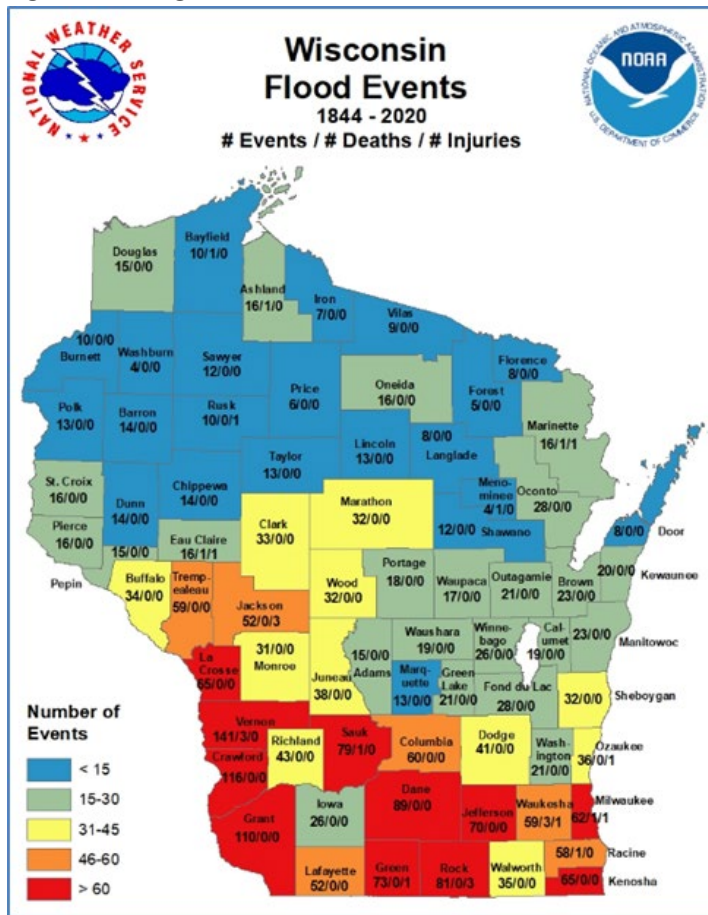 NATIONAL WEATHER SERVICE
Wisconsin
Flood Events
1844 - 2020
# Events / # Deaths / # Injuries
NATIONAL OCEANIC AND ATMOSPHERIC ADMINISTRATION
NOAA
U.S. DEPARTMENT OF COMMERCE
Douglas
15/0/0
Bayfield
10/1/0
Ashland
16/1/0
Iron
7/0/0
Vilas
9/0/0
10/0/0
Burnett
Washburn
4/0/0
Sawyer
12/0/0
Price
6/0/0
Oneida
16/0/0
Forest
5/0/0
Florence
8/0/0
Marinette
16/1/1
Polk
13/0/0
Barron
14/0/0
Rusk
10/0/1
Taylor
13/0/0
Lincoln
13/0/0
8/0/0
Langlade
Meno-
minee
4/1/0
Oconto
28/0/0
St. Croix
16/0/0
Dunn
14/0/0
Chippewa
14/0/0
Clark
33/0/0
Marathon
32/0/0
12/0/0
Shawano
8/0/0
Door
Pierce
16/0/0
15/0/0
Pepin
Eau Claire
16/1/1
Buffalo
34/0/0
Tremp-
ealeau
59/0/0
Jackson
52/0/3
Wood
32/0/0
Portage
18/0/0
Waupaca
17/0/0
Outagamie
21/0/0
Brown
23/0/0
20/0/0
Kewaunee
La
Crosse
65/0/0
31/0/0
Monroe
Juneau
38/0/0
15/0/0
Adams
Waushara
19/0/0
Winne-
bago
26/0/0
Cal-
umet
19/0/0
23/0/0
Manitowoc
Marq-
uette
13/0/0
Green
Lake
21/0/0
Fond du Lac
28/0/0
32/0/0
Sheboygan
Vernon
141/3/0
Crawford
116/0/0
Richland
43/0/0
Sauk
79/1/0
Columbia
60/0/0
Dodge
41/0/0
Wash-
ington
21/0/0
Ozaukee
36/0/1
Grant
110/0/0
Iowa
26/0/0
Dane
89/0/0
Jefferson
70/0/0
Waukesha
59/3/1
Milwaukee
62/1/1
Lafayette
52/0/0
Green
73/0/1
Rock
81/0/3
Walworth
35/0/0
58/1/0
Racine
65/0/0
Kenosha
Number of
Events
< 15
15-30
31-45
46-60
> 60